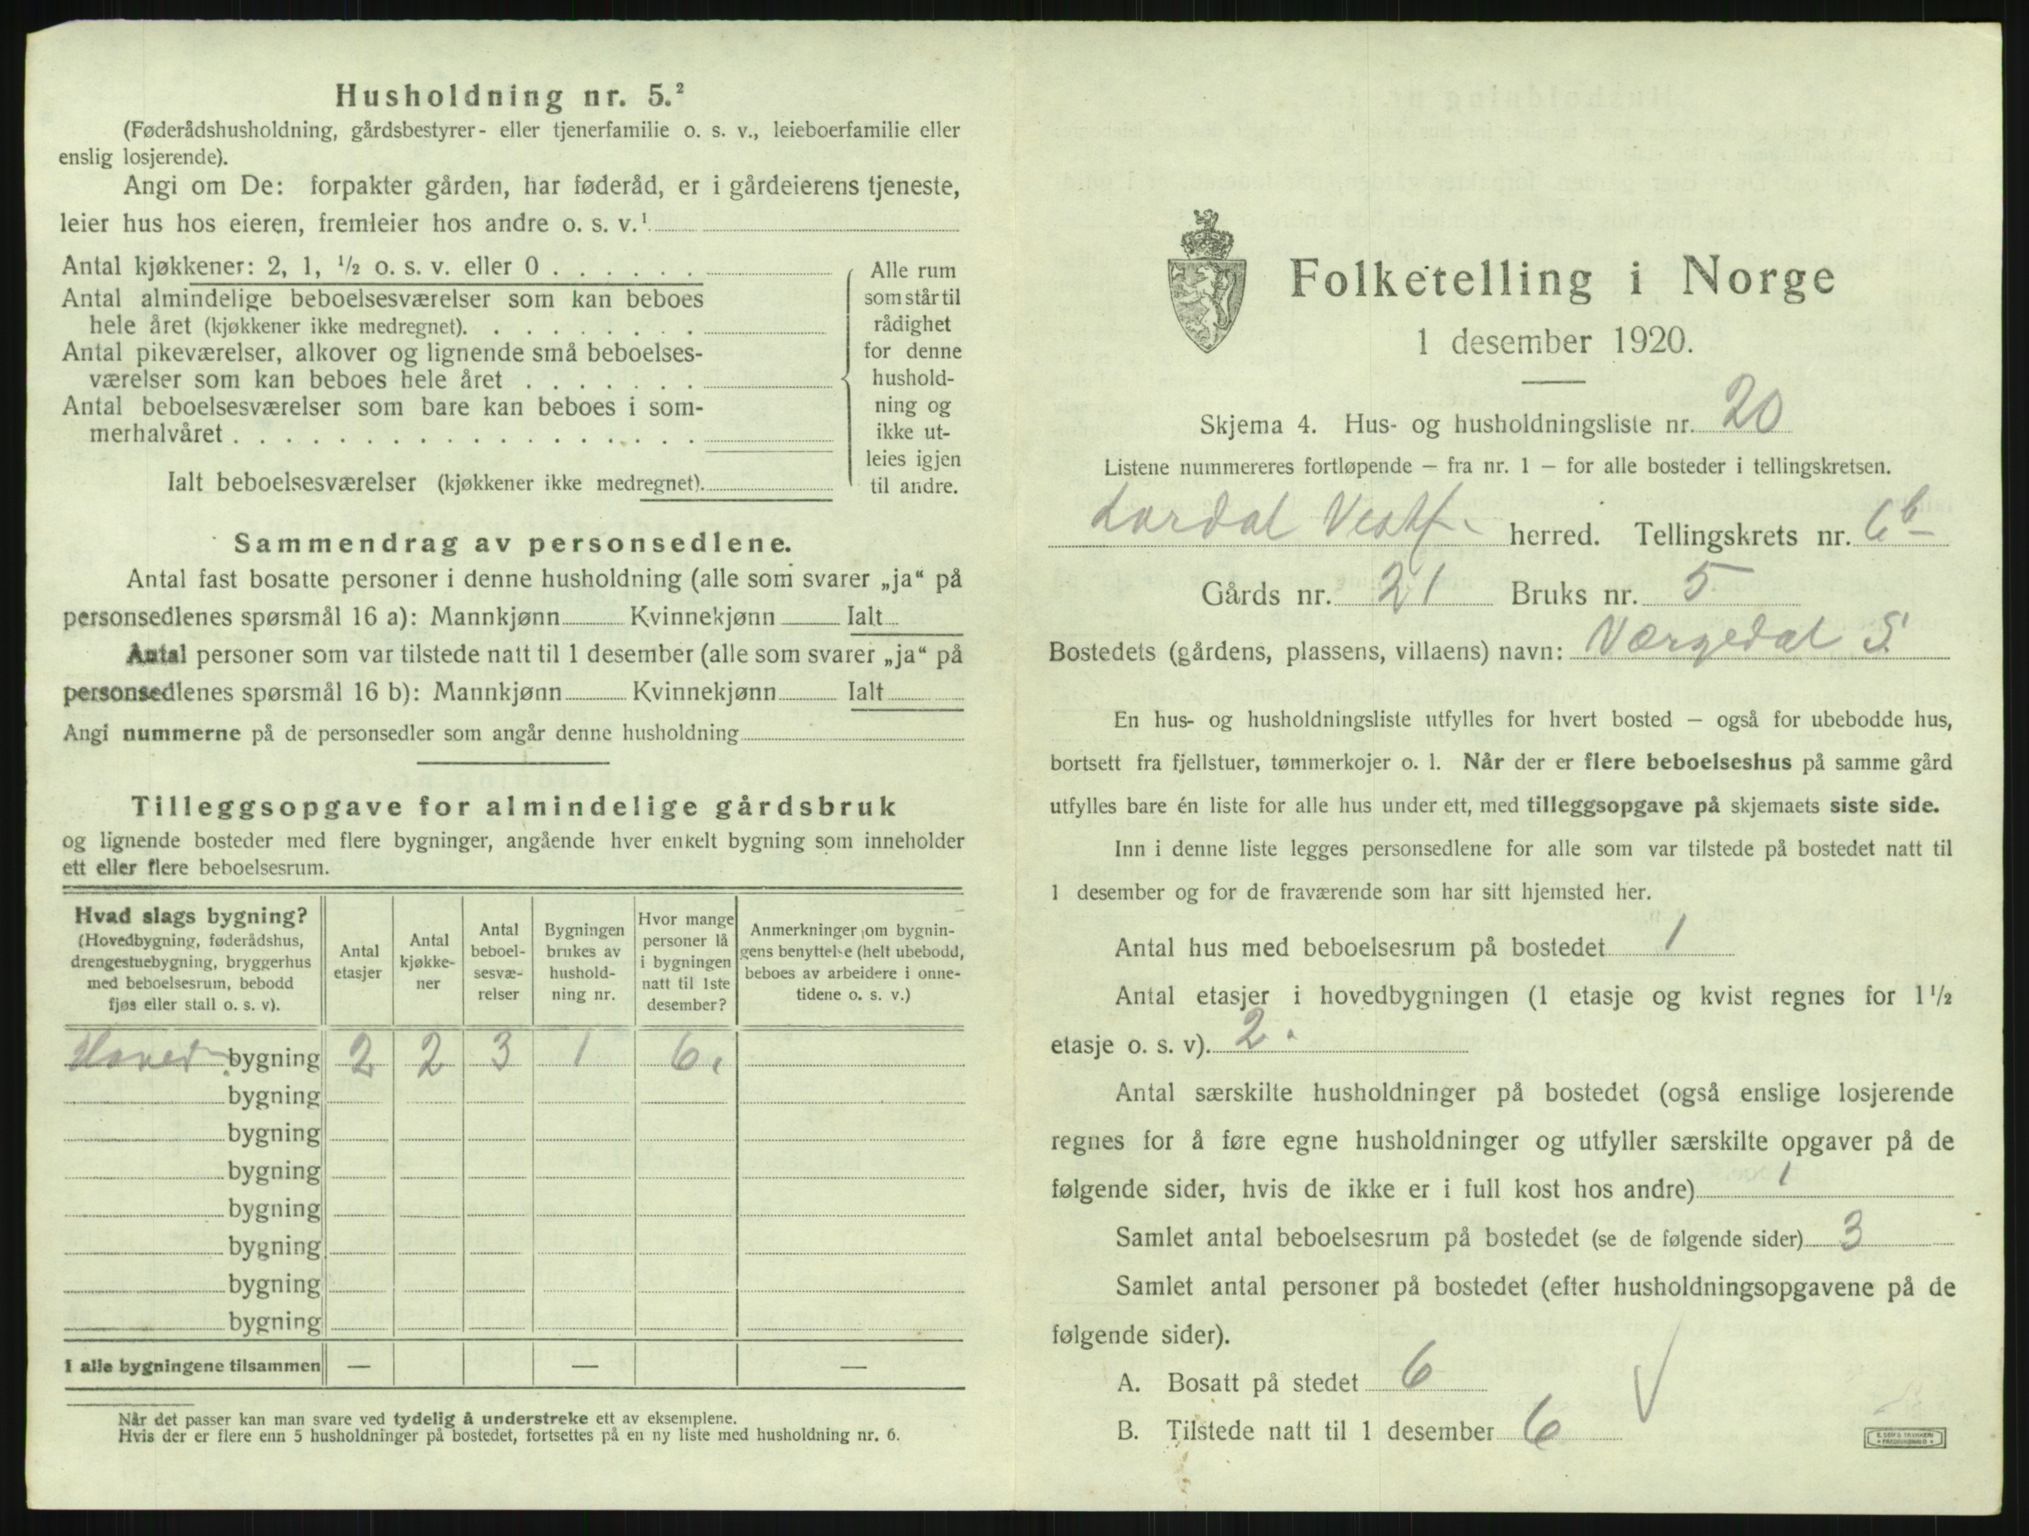 Husholdning nr. 5.²
(Føderådshusholdning, gårdsbestyrer- eller tjenerfamilie o. s. v., leieboerfamilie eller
enslig losjerende).
Angi om De: forpakter gården, har føderåd, er i gårdeierens tjeneste,
leier hus hos eieren, fremleier hos andre o. s. v.¹
Antal kjøkkener: 2, 1, ½ o. s. v. eller 0 . . . . . .
Antal almindelige beboelsesværelser som kan beboes
hele året (kjøkkener ikke medregnet). . . . . . . . .
Antal pikeværelser, alkover og lignende små beboelses-
værelser som kan beboes hele året . . . . . . .
Antal beboelsesværelser som bare kan beboes i som-
merhalvåret . . . . . . . . . . . . . . . . . .
Ialt beboelsesværelser (kjøkkener ikke medregnet).
Alle rum
som står til
rådighet
for denne
hushold-
ning og
ikke ut-
leies igjen
til andre.
Sammendrag av personsedlene.
Antal fast bosatte personer i denne husholdning (alle som svarer „ja“ på
personsedlenes spørsmål 16 a): Mannkjønn Kvinnekjønn Ialt
Antal personer som var tilstede natt til 1 desember (alle som svarer „ja“ på
personsedlenes spørsmål 16 b): Mannkjønn Kvinnekjønn Ialt
Angi nummerne på de personsedler som angår denne husholdning
Tilleggsopgave for almindelige gårdsbruk
og lignende bosteder med flere bygninger, angående hver enkelt bygning som inneholder
ett eller flere beboelsesrum.
Hvad slags bygning?
(Hovedbygning, føderådshus,
drengestuebygning, bryggerhus
med beboelsesrum, bebodd
fjøs eller stall o. s. v).
Antal
etasjer
Antal
kjøkke-
ner
Antal
beboel-
sesvæ-
relser
Bygningen
brukes av
hushold-
ning nr.
Hvor mange
personer lå
i bygningen
natt til 1ste
desember?
Anmerkninger om bygnin-
gens benyttelse (helt ubebodd,
beboes av arbeidere i onne-
tidene o. s. v.)
Hoved- bygning 2 2 3 1 6.
bygning
bygning
bygning
bygning
bygning
bygning
bygning
I alle bygningene tilsammen — — —
Når det passer kan man svare ved tydelig å understreke ett av eksemplene.
Hvis der er flere enn 5 husholdninger på bostedet, fortsettes på en ny liste med husholdning nr. 6.
Folketelling i Norge
1 desember 1920.
Skjema 4. Hus- og husholdningsliste nr. 20
Listene nummereres fortløpende – fra nr. 1 – for alle bosteder i tellingskretsen.
Lardal Vestf. herred. Tellingskrets nr. 6b
Gårds nr. 21 Bruks nr. 5
Bostedets (gårdens, plassens, villaens) navn: Værgedal S.
En hus- og husholdningsliste utfylles for hvert bosted – også for ubebodde hus,
bortsett fra fjellstuer, tømmerkojer o. l. Når der er flere beboelseshus på samme gård
utfylles bare én liste for alle hus under ett, med tilleggsopgave på skjemaets siste side.
Inn i denne liste legges personsedlene for alle som var tilstede på bostedet natt til
1 desember og for de fraværende som har sitt hjemsted her.
Antal hus med beboelsesrum på bostedet 1
Antal etasjer i hovedbygningen (1 etasje og kvist regnes for 1½
etasje o. s. v). 2.
Antal særskilte husholdninger på bostedet (også enslige losjerende
regnes for å føre egne husholdninger og utfyller særskilte opgaver på de
følgende sider, hvis de ikke er i full kost hos andre) 1
Samlet antal beboelsesrum på bostedet (se de følgende sider) 3
Samlet antal personer på bostedet (efter husholdningsopgavene på de
følgende sider).
A. Bosatt på stedet 6
B. Tilstede natt til 1 desember 6